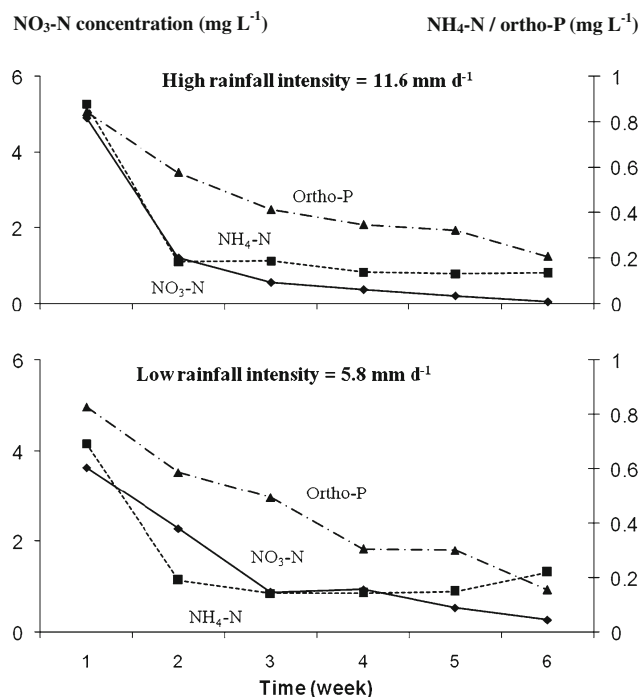 NO₃-N concentration (mg L⁻¹) NH₄-N / ortho-P (mg L⁻¹)
High rainfall intensity = 11.6 mm d⁻¹
6
4
2
0
1
0.8
0.6
0.4
0.2
0
Ortho-P
NH₄-N
NO₃-N
Low rainfall intensity = 5.8 mm d⁻¹
6
4
2
0
1
0.8
0.6
0.4
0.2
0
Ortho-P
NO₃-N
NH₄-N
1 2 3 4 5 6
Time (week)